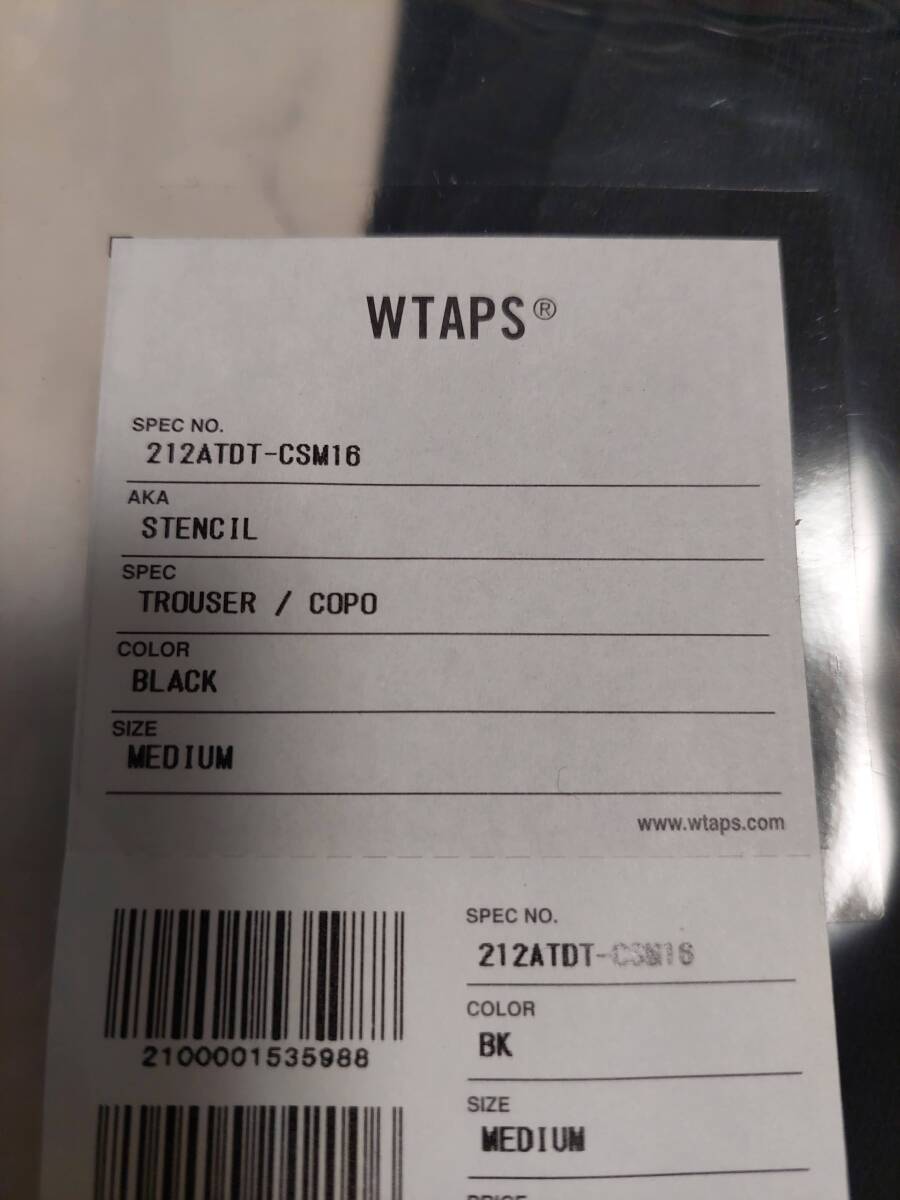 WTAPS®
SPEC NO.
212ATDT-CSM16
AKA
STENCIL
SPEC
TROUSER / COPO
COLOR
BLACK
SIZE
MEDIUM
www.wtaps.com
2100001535988
SPEC NO.
212ATDT-CSM16
COLOR
BK
SIZE
MEDIUM
PRICE